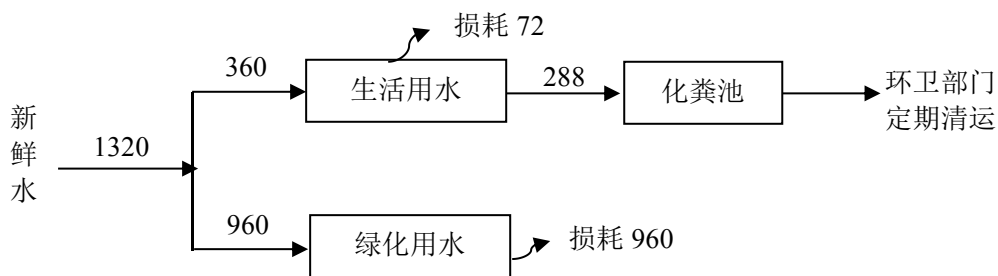 损耗 72
360
生活用水
288
化粪池
环卫部门
定期清运
新
鲜
水
1320
960
绿化用水
损耗 960